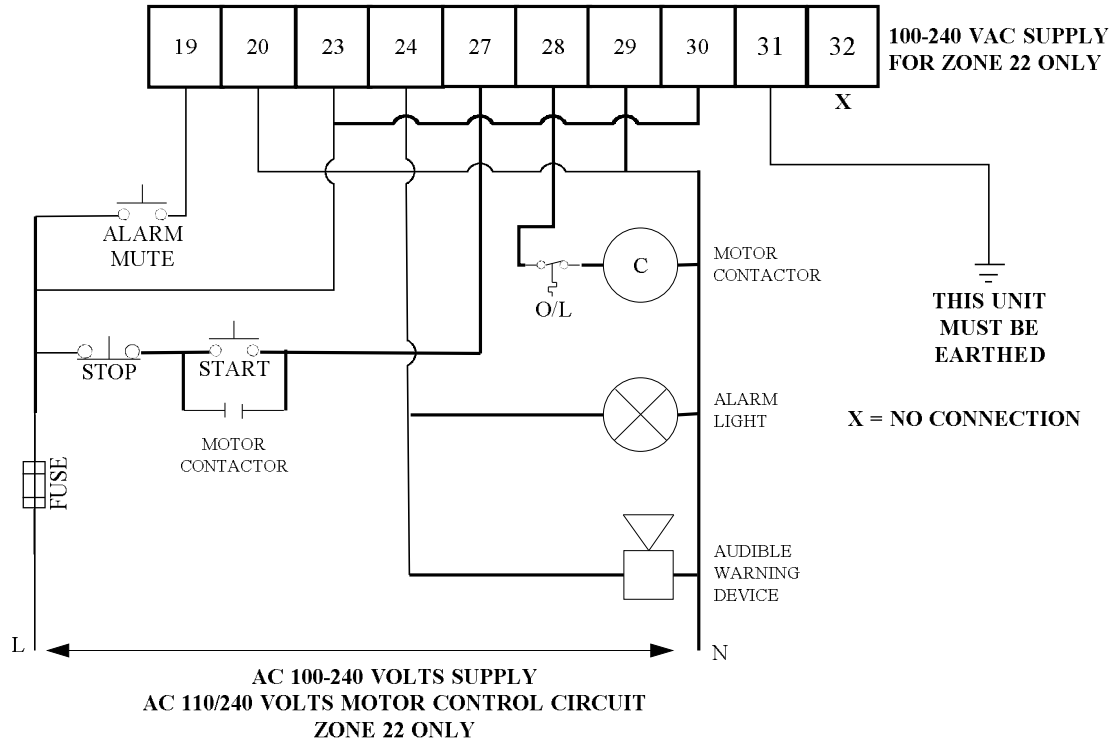 19 20 23 24 27 28 29 30 31 32
100-240 VAC SUPPLY
FOR ZONE 22 ONLY
X
ALARM
MUTE
MOTOR
CONTACTOR
C
O/L
THIS UNIT
MUST BE
EARTHED
STOP
START
MOTOR
CONTACTOR
ALARM
LIGHT
X = NO CONNECTION
FUSE
AUDIBLE
WARNING
DEVICE
L
N
AC 100-240 VOLTS SUPPLY
AC 110/240 VOLTS MOTOR CONTROL CIRCUIT
ZONE 22 ONLY